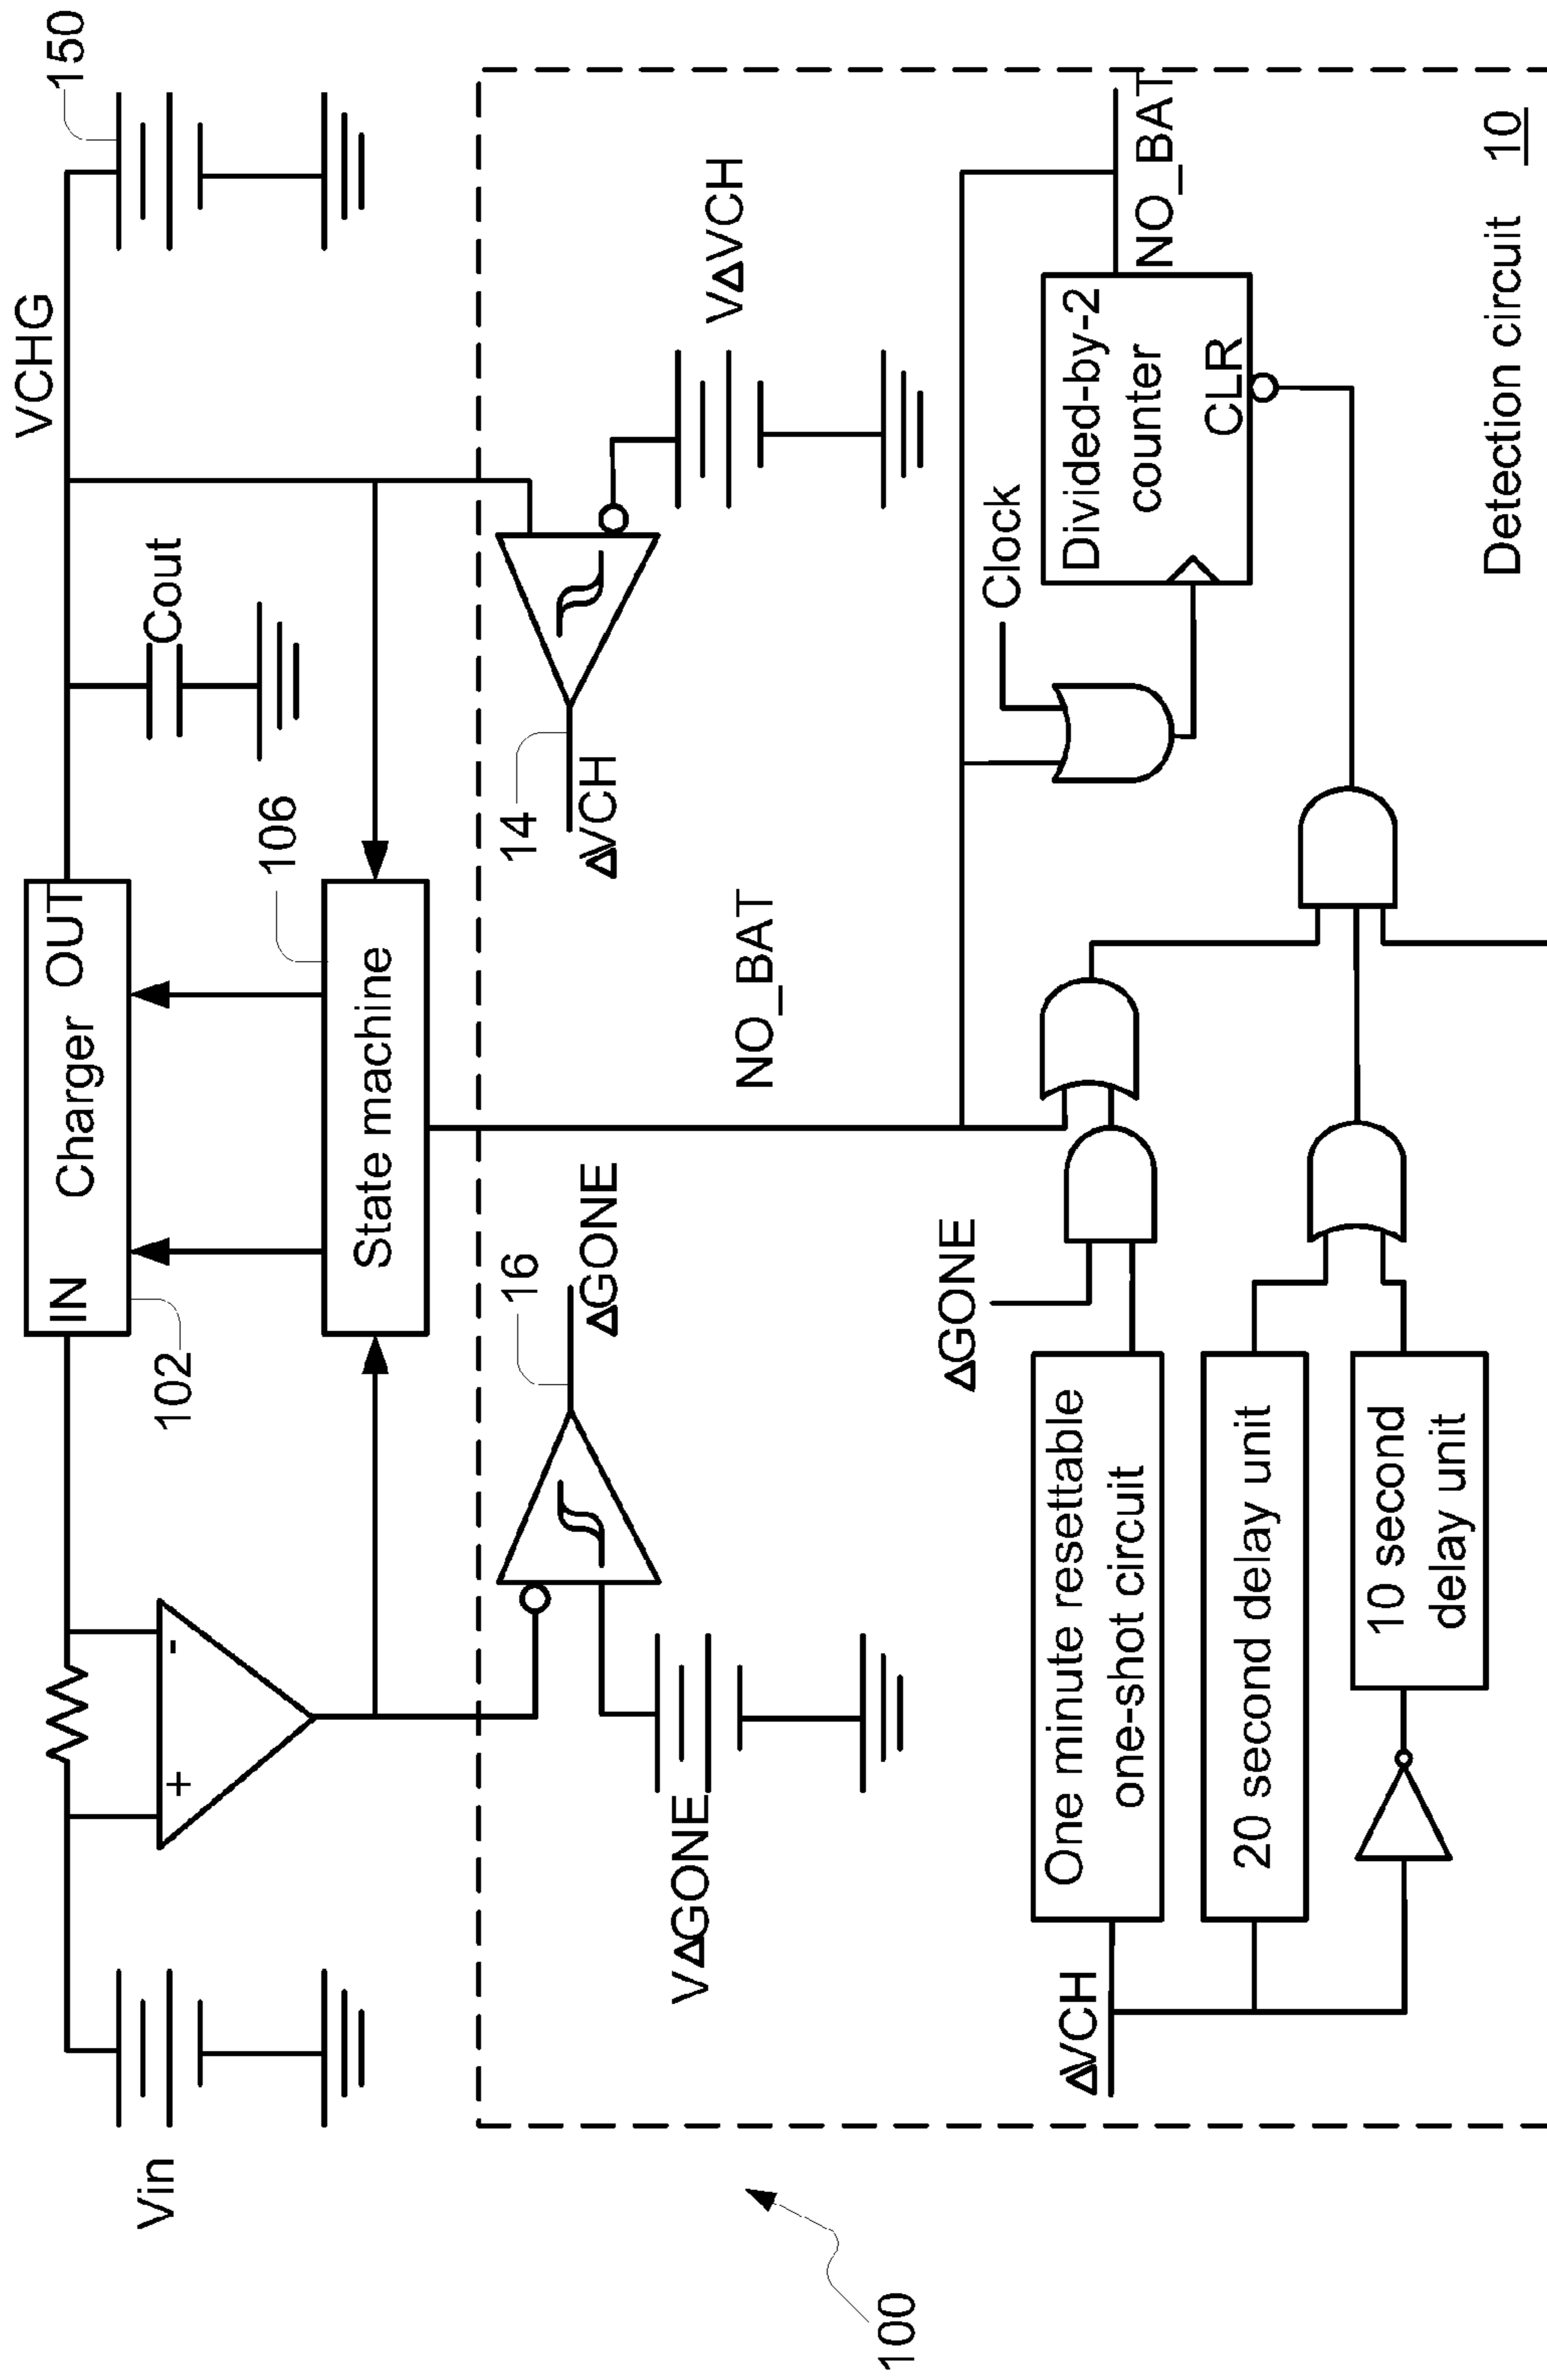 Vin
+
-
IN Charger OUT
VCHG
150
102
Cout
106
State machine
16
ΔGONE
VΔGONE
14
ΔVCH
VΔVCH
NO_BAT
100
ΔVCH
ΔGONE
One minute resettable
one-shot circuit
20 second delay unit
10 second
delay unit
Clock
Divided-by-2
counter
CLR
NO_BAT
Detection circuit 10